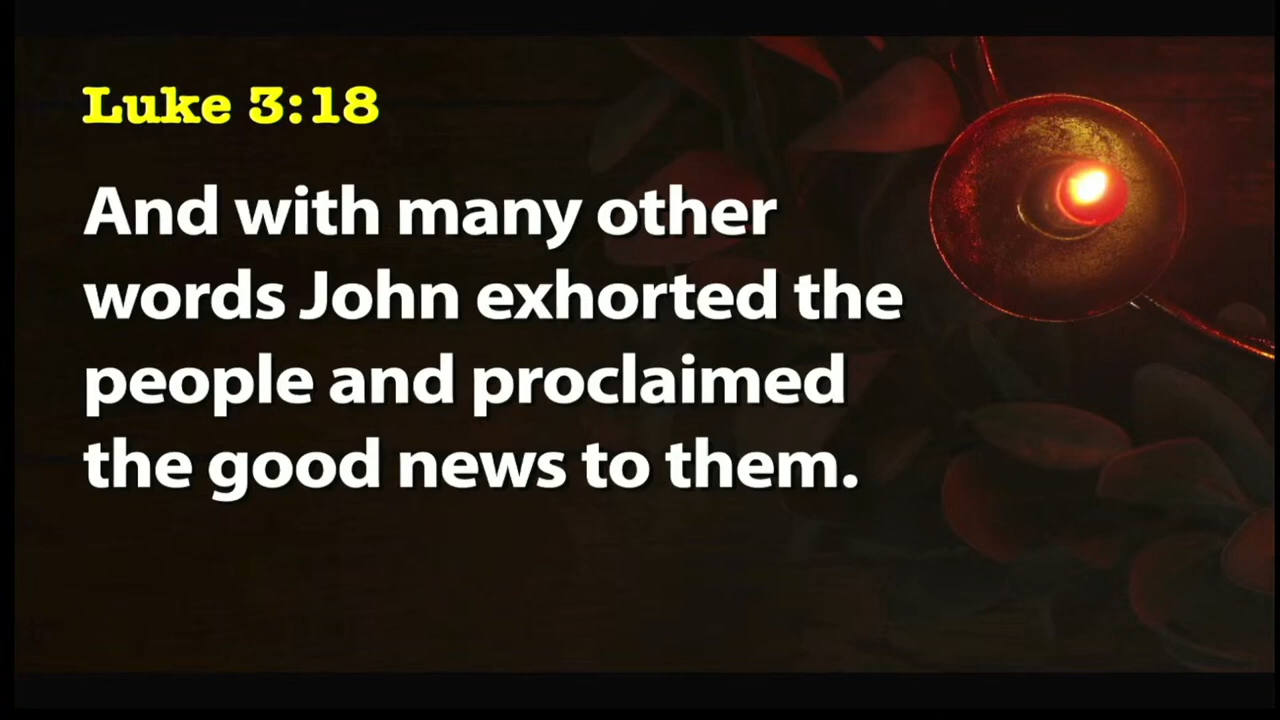 Luke 3:18
And with many other
words John exhorted the
people and proclaimed
the good news to them.